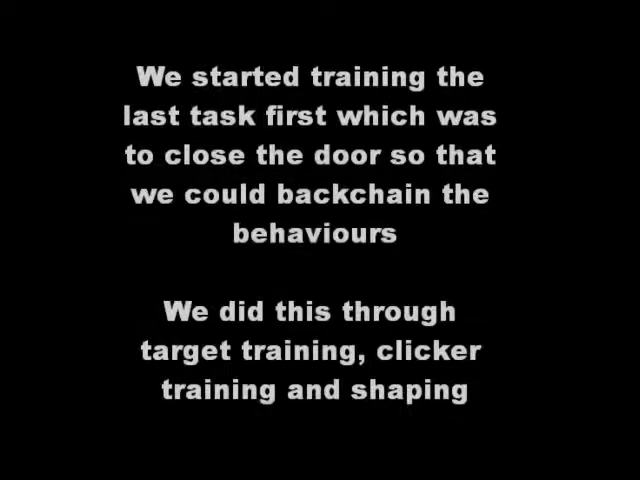 We started training the
last task first which was
to close the door so that
we could backchain the
behaviours
We did this through
target training, clicker
training and shaping